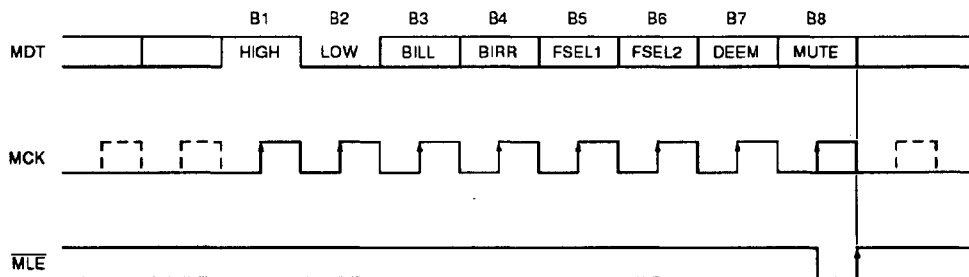 B1 B2 B3 B4 B5 B6 B7 B8
MDT HIGH LOW BILL BIRR FSEL1 FSEL2 DEEM MUTE
MCK
MLE